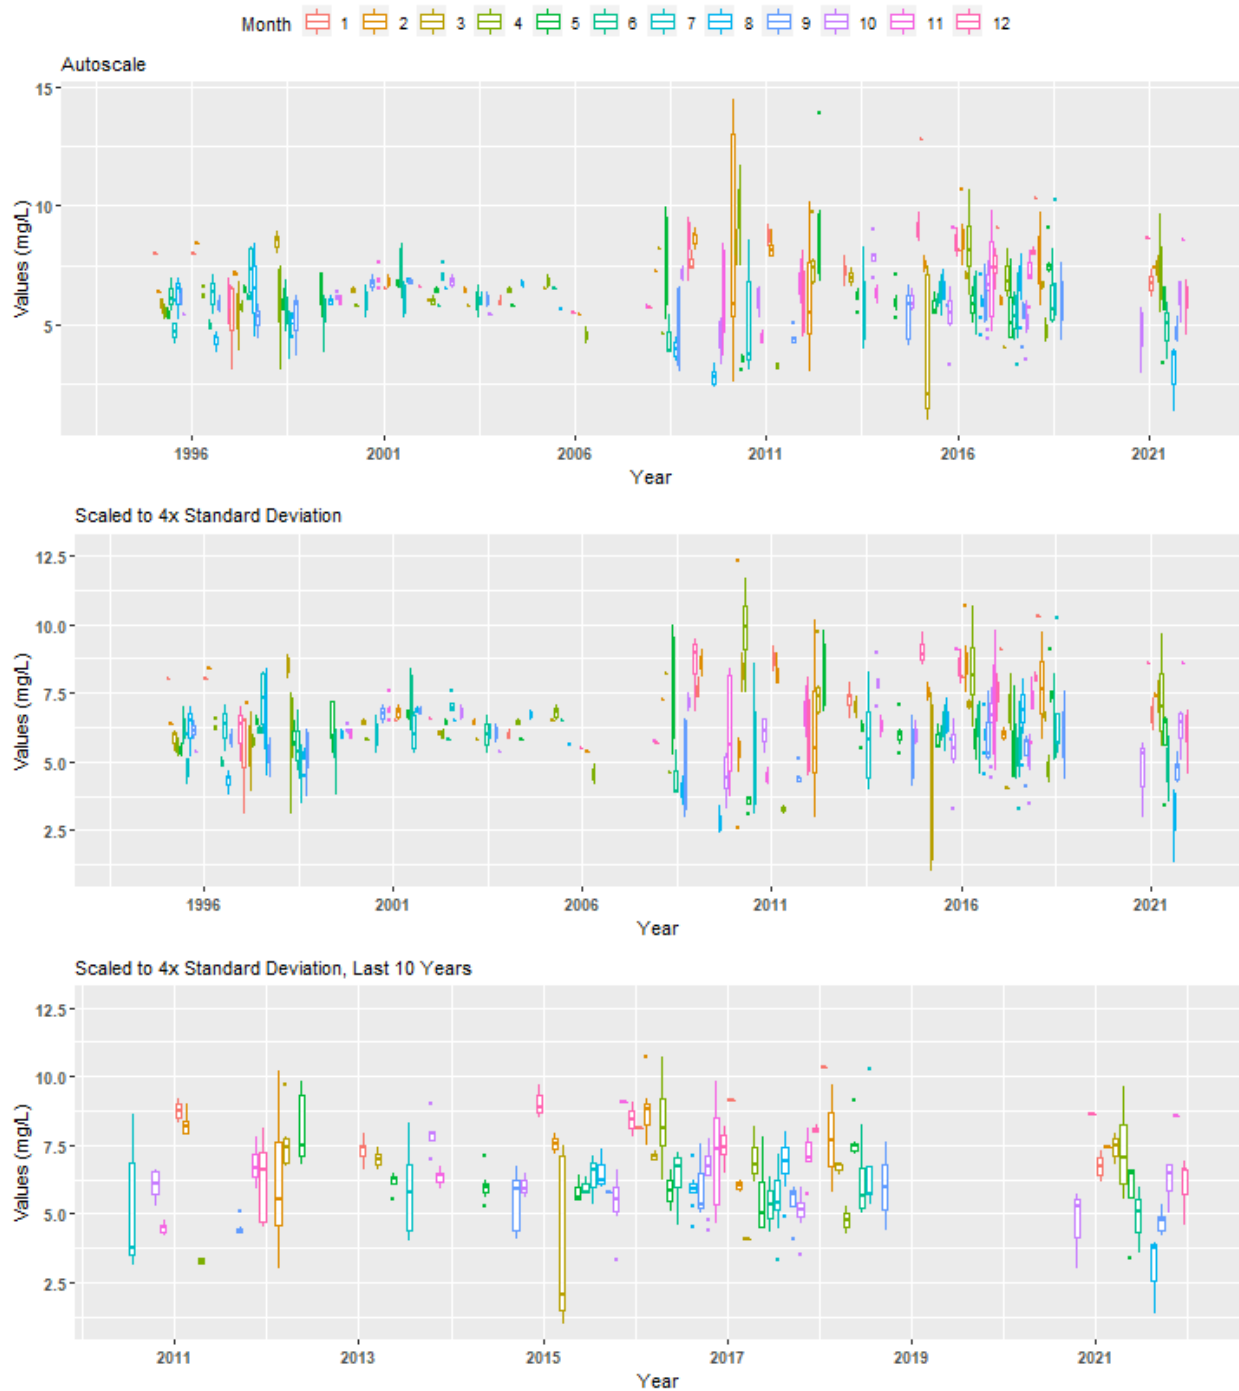 Month 1 2 3 4 5 6 7 8 9 10 11 12
Autoscale
15
10
5
Values (mg/L)
1996 2001 2006 2011 2016 2021
Year
Scaled to 4x Standard Deviation
12.5
10.0
7.5
5.0
2.5
Values (mg/L)
1996 2001 2006 2011 2016 2021
Year
Scaled to 4x Standard Deviation, Last 10 Years
12.5
10.0
7.5
5.0
2.5
Values (mg/L)
2011 2013 2015 2017 2019 2021
Year